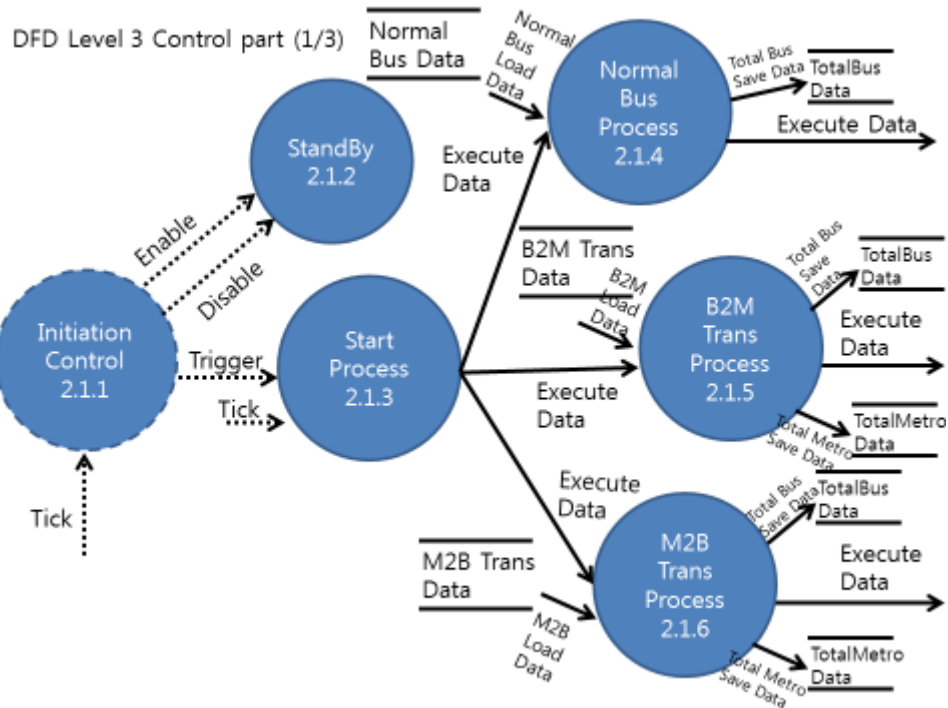 DFD Level 3 Control part (1/3)
Normal
Bus Data
Normal
Bus
Load
Data
Normal
Bus
Process
2.1.4
Total Bus
Save Data
TotalBus
Data
Execute Data
StandBy
2.1.2
Execute
Data
Enable
Disable
Initiation
Control
2.1.1
Trigger
Tick
Tick
Start
Process
2.1.3
B2M Trans
Data
B2M
Load
Data
B2M
Trans
Process
2.1.5
Total Bus
Save
Data
TotalBus
Data
Execute
Data
Execute
Data
Total Metro
Save Data
TotalMetro
Data
Execute
Data
M2B Trans
Data
M2B
Load
Data
M2B
Trans
Process
2.1.6
Total Bus
Save Data
TotalBus
Data
Execute
Data
Total Metro
Save Data
TotalMetro
Data